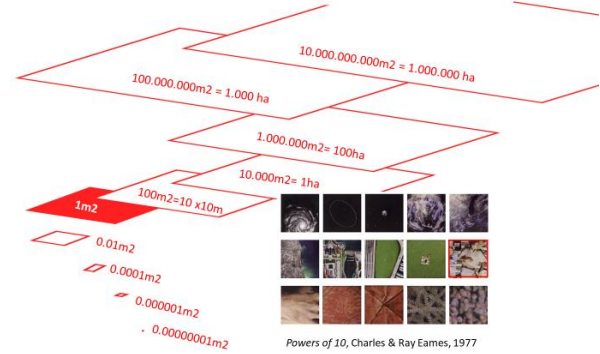 10.000.000.000m2 = 1.000.000 ha
100.000.000m2 = 1.000 ha
1.000.000m2= 100ha
10.000m2= 1ha
100m2=10 x10m
1m2
0.01m2
0.0001m2
0.000001m2
0.00000001m2
Powers of 10, Charles & Ray Eames, 1977